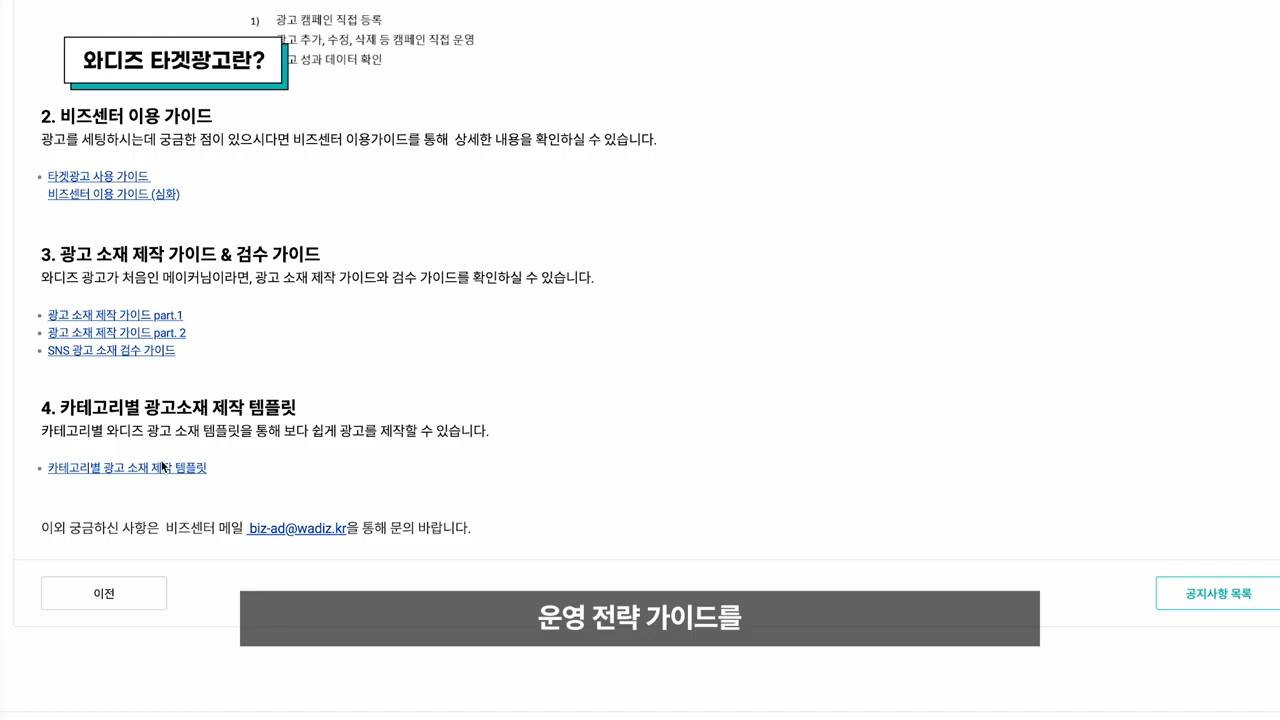 1) 광고 캠페인 직접 등록
와디즈 타겟광고란?
광고 추가, 수정, 삭제 등 캠페인 직접 운영
고 성과 데이터 확인
2. 비즈센터 이용 가이드
광고를 세팅하시는데 궁금한 점이 있으시다면 비즈센터 이용가이드를 통해 상세한 내용을 확인하실 수 있습니다.
• 타겟광고 사용 가이드
비즈센터 이용 가이드 (심화)
3. 광고 소재 제작 가이드 & 검수 가이드
와디즈 광고가 처음인 메이커님이라면, 광고 소재 제작 가이드와 검수 가이드를 확인하실 수 있습니다.
• 광고 소재 제작 가이드 part.1
• 광고 소재 제작 가이드 part. 2
• SNS 광고 소재 검수 가이드
4. 카테고리별 광고소재 제작 템플릿
카테고리별 와디즈 광고 소재 템플릿을 통해 보다 쉽게 광고를 제작할 수 있습니다.
• 카테고리별 광고 소재 제작 템플릿
이외 궁금하신 사항은 비즈센터 메일 biz-ad@wadiz.kr을 통해 문의 바랍니다.
이전
공지사항 목록
운영 전략 가이드를